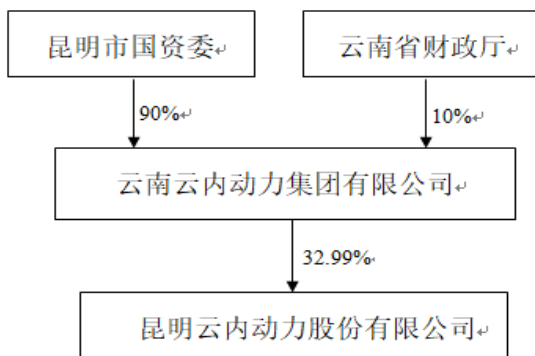 昆明市国资委
云南省财政厅
90%
10%
云南云内动力集团有限公司
32.99%
昆明云内动力股份有限公司